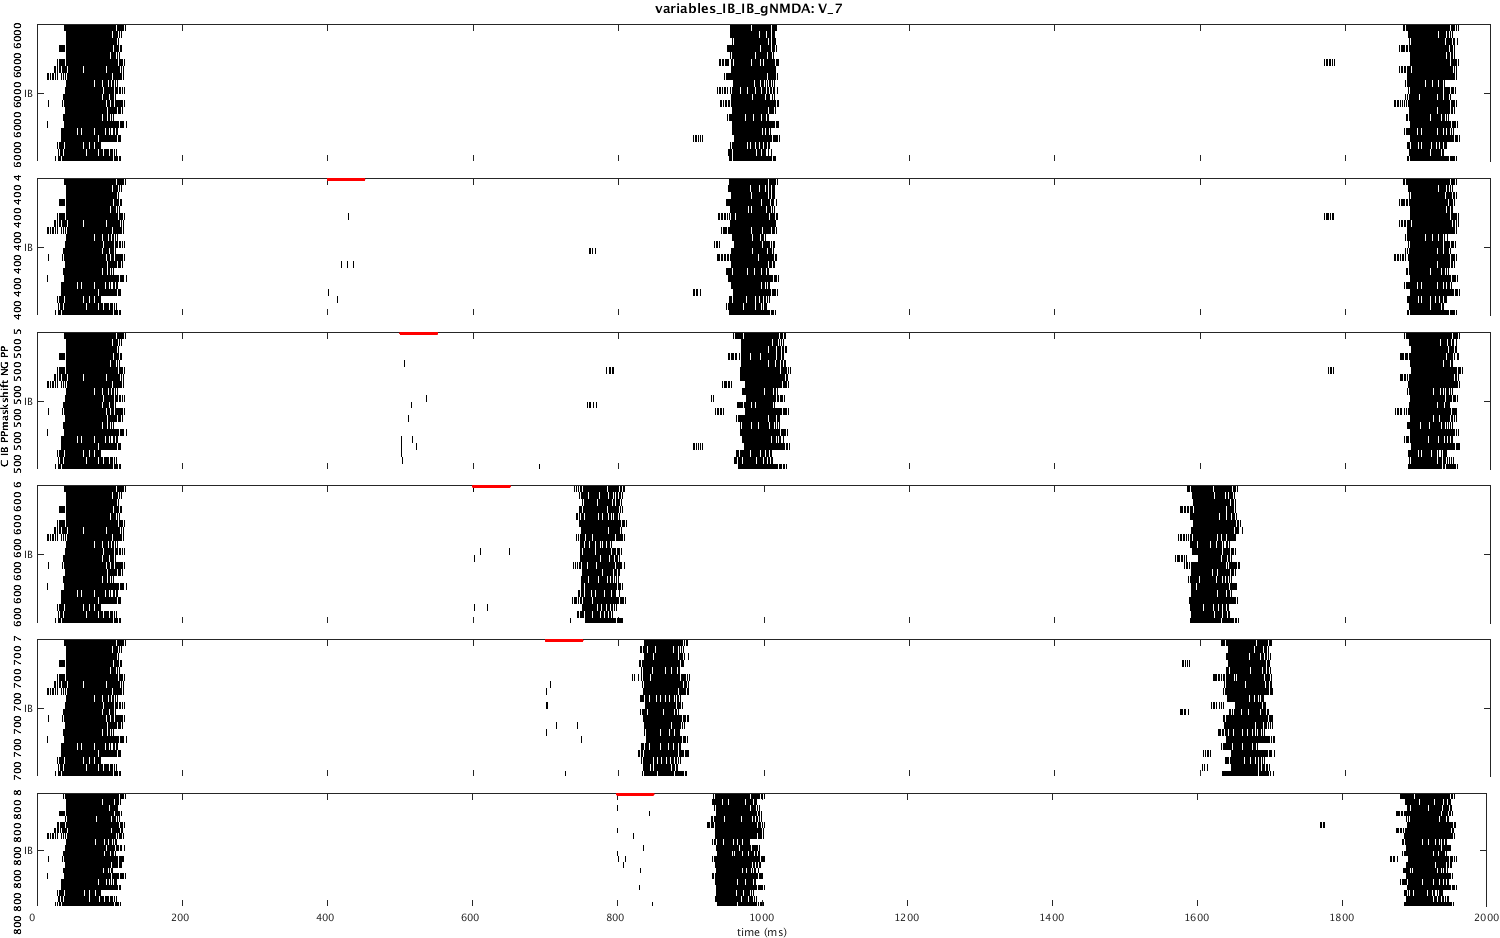 variables_IB_IB_gNMDA: V_7
C IB PPmaskshift NG PP
6000 6000 6000 6000 6000
IB
400 400 400 400 4
IB
500 500 500 500 5
IB
600 600 600 600 6
IB
700 700 700 700 7
IB
800 800 800 800 8
IB
0 200 400 600 800 1000 1200 1400 1600 1800 2000
time (ms)